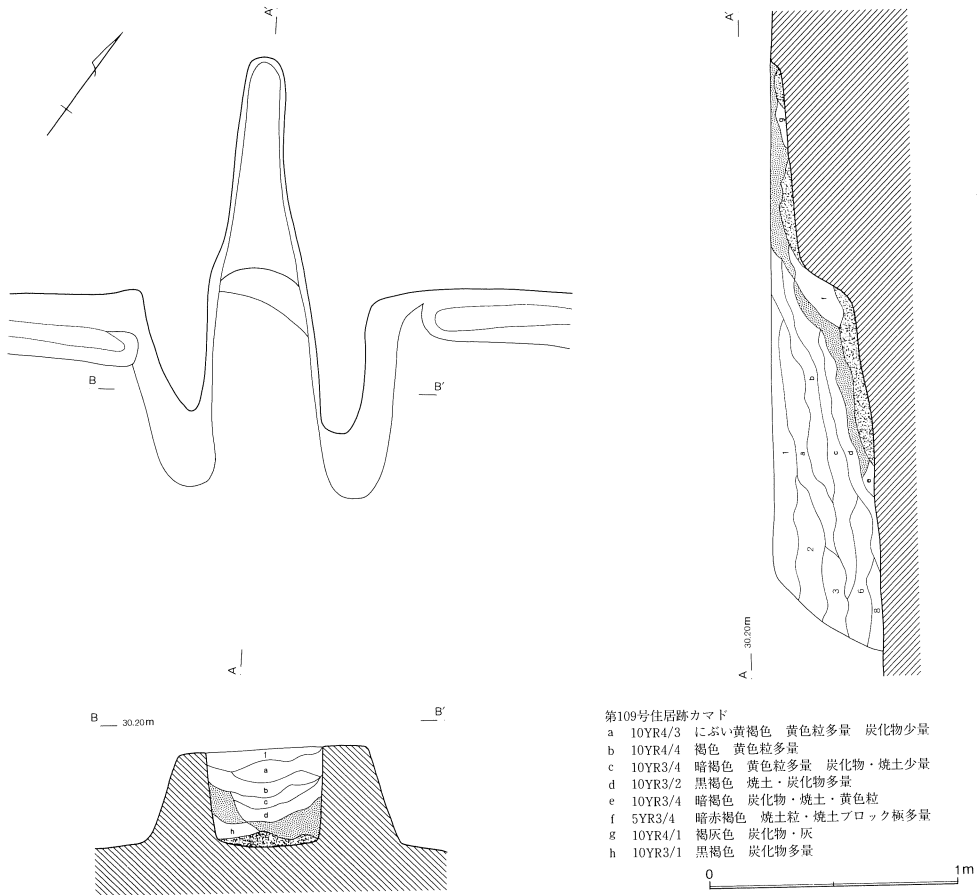 A′
A′
g
f
b
B
B′
1
a
c
d
e
2
3
6
8
A
A
30.20m
B
30.20m
B′
1
a
b
c
d
h
第109号住居跡カマド
a 10YR4/3 にぶい黄褐色 黄色粒多量 炭化物少量
b 10YR4/4 褐色 黄色粒多量
c 10YR3/4 暗褐色 黄色粒多量 炭化物・焼土少量
d 10YR3/2 黒褐色 焼土・炭化物多量
e 10YR3/4 暗褐色 炭化物・焼土・黄色粒
f 5YR3/4 暗赤褐色 焼土粒・焼土ブロック極多量
g 10YR4/1 褐灰色 炭化物・灰
h 10YR3/1 黒褐色 炭化物多量
0
1m